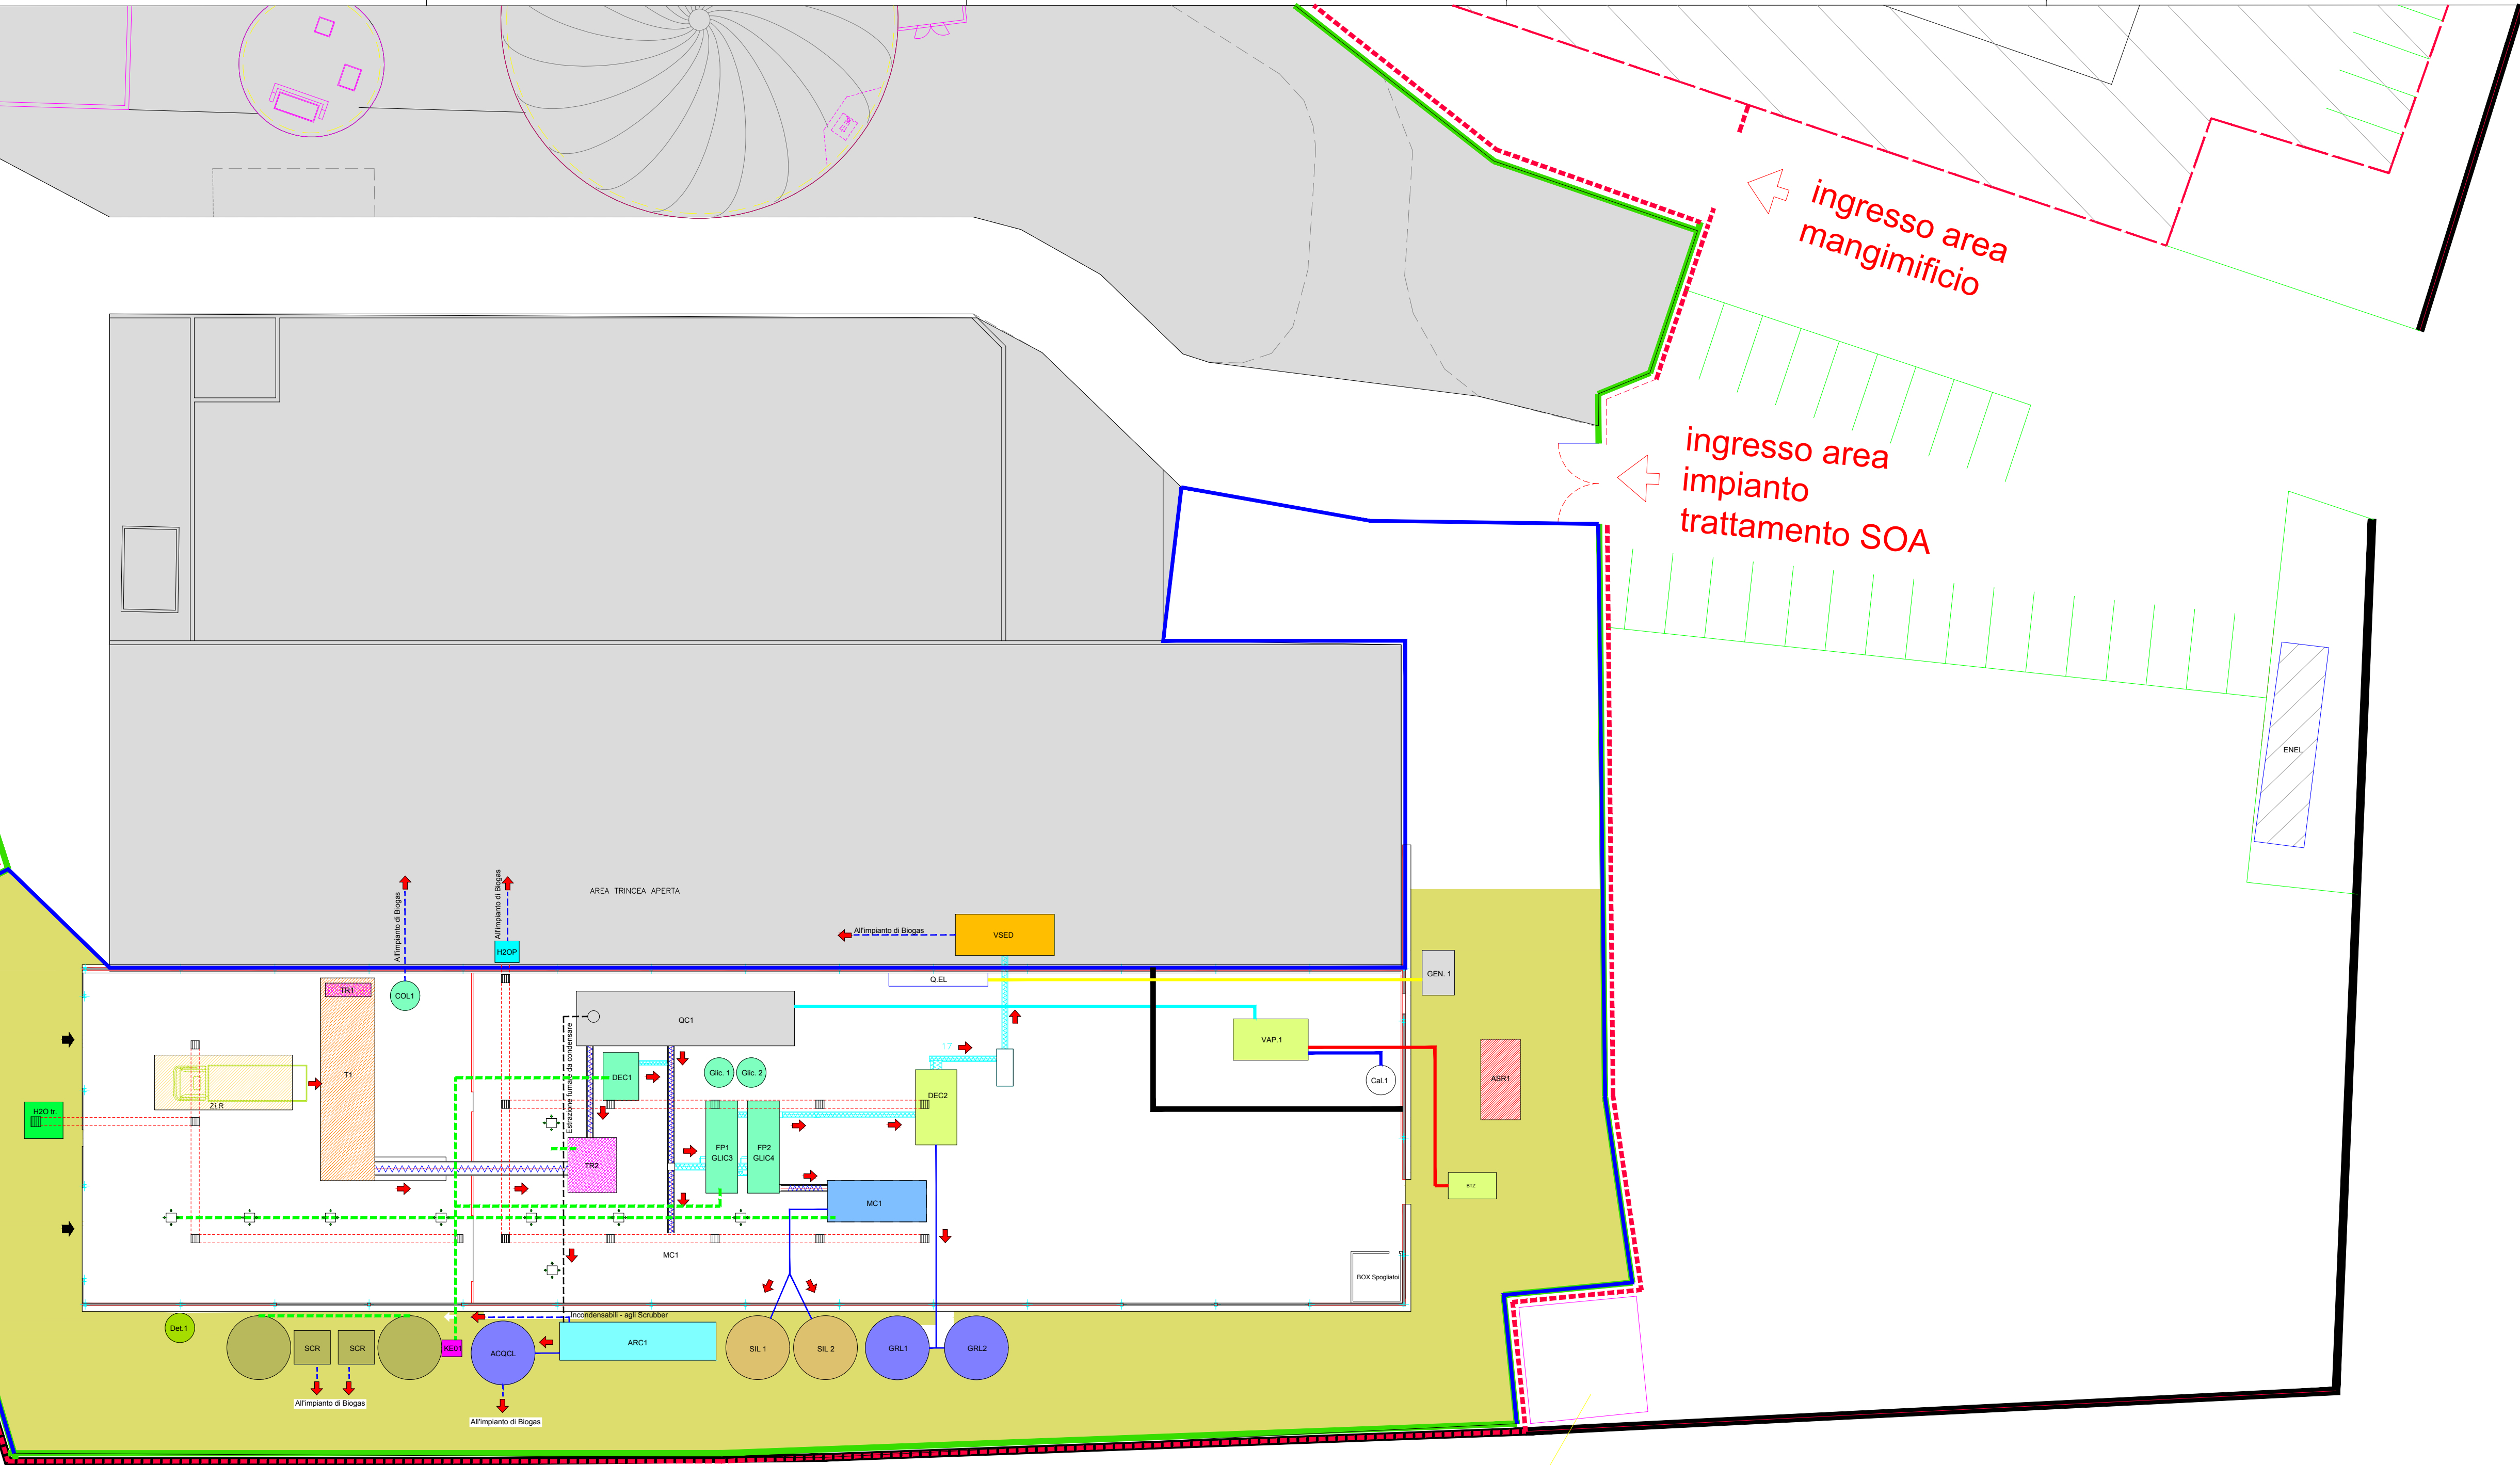 ingresso area
mangimificio
ingresso area
impianto
trattamento SOA
ENEL
AREA TRINCEA APERTA
All'impianto di Biogas
All'impianto di Biogas
All'impianto di Biogas
VSED
H2OP
Q.EL
GEN. 1
TR1
COL1
QC1
VAP.1
17
T1
Estrazione fumane da condensare
DEC1
Glic. 1
Glic. 2
DEC2
Cal.1
ASR1
ZLR
H2O tr.
FP1
GLIC3
FP2
GLIC4
TR2
BTZ
MC1
MC1
BOX Spogliatoi
Incondensabili - agli Scrubber
Det.1
SCR
SCR
KE01
ACQCL
ARC1
SIL 1
SIL 2
GRL1
GRL2
All'impianto di Biogas
All'impianto di Biogas